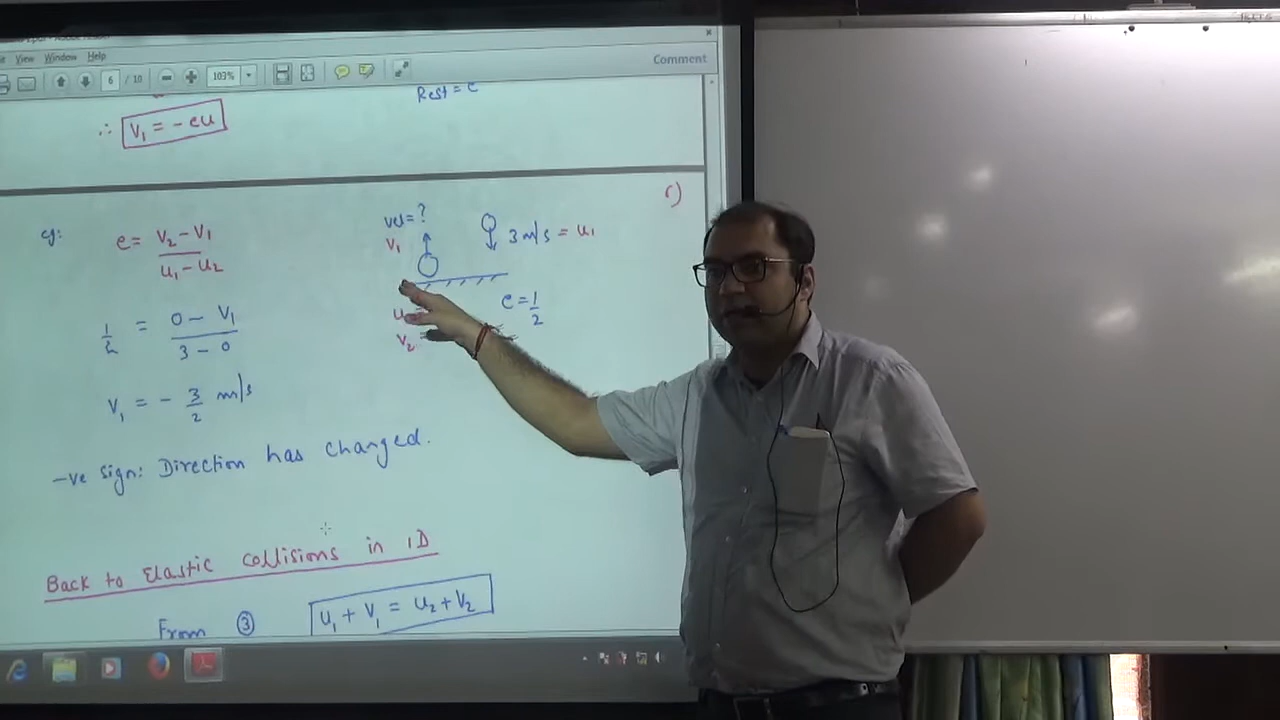 View Window Help
6 / 10 103% Comment
Rest = e
∴ V₁ = - eu
eg: e = V₂ - V₁ / u₁ - u₂
vel = ?
V₁
3 m/s = u₁
1/2 = 0 - V₁ / 3 - 0
e = 1/2
u
V₂ =
V₁ = - 3/2 m/s
-ve sign: Direction has changed.
Back to Elastic collisions in 1D
From ③ u₁ + V₁ = u₂ + V₂